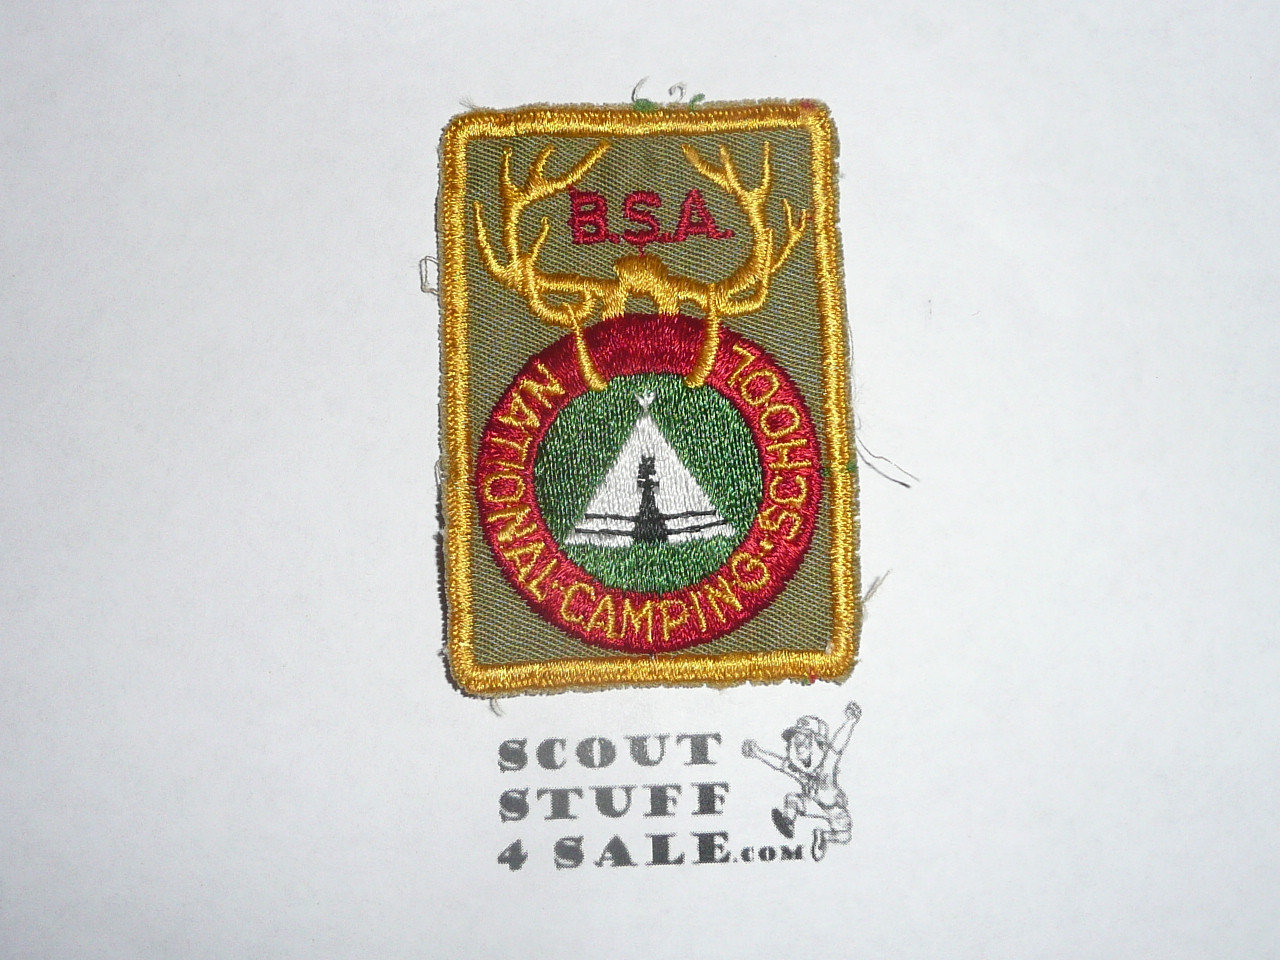 B.S.A.
NATIONAL·CAMPING·SCHOOL
SCOUT
STUFF
4 SALE.COM